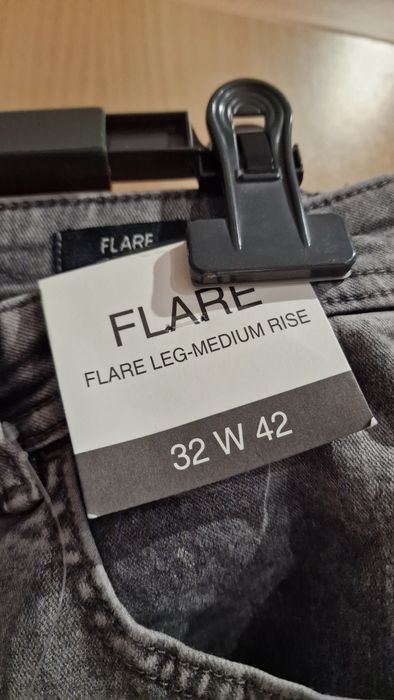 FLARE
FLARE
FLARE LEG-MEDIUM RISE
32 W 42